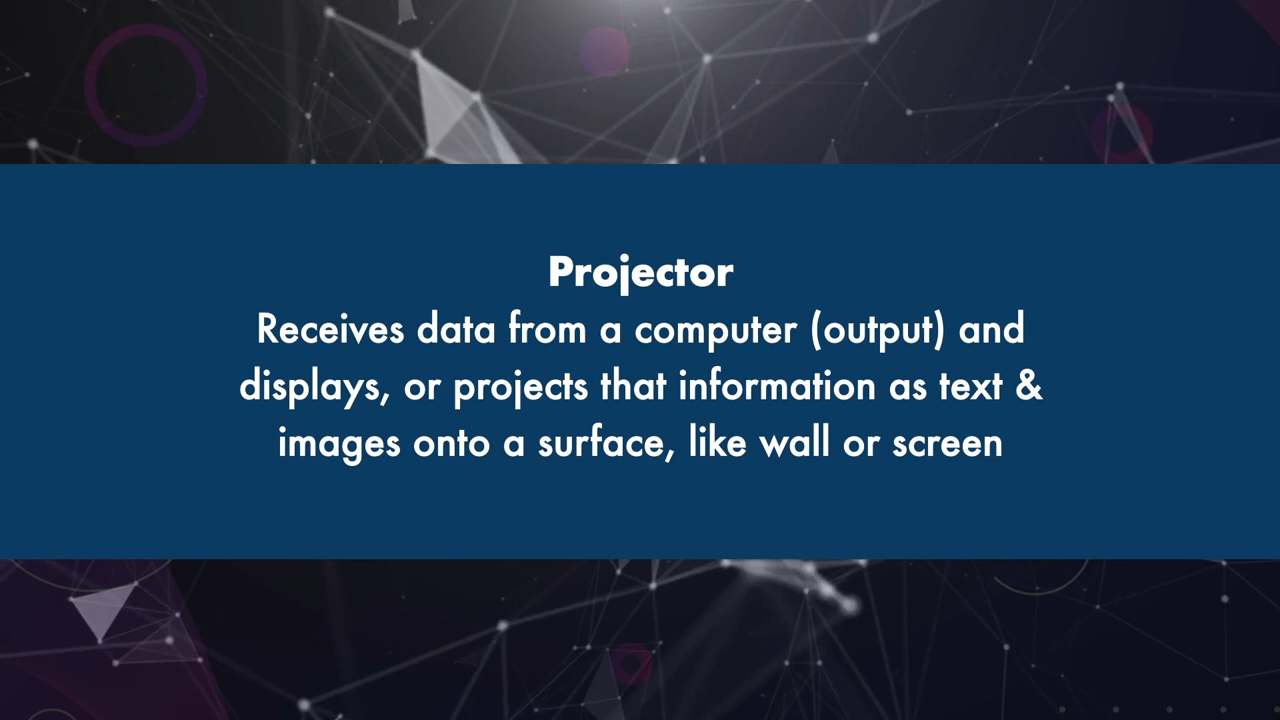 Projector
Receives data from a computer (output) and
displays, or projects that information as text &
images onto a surface, like wall or screen